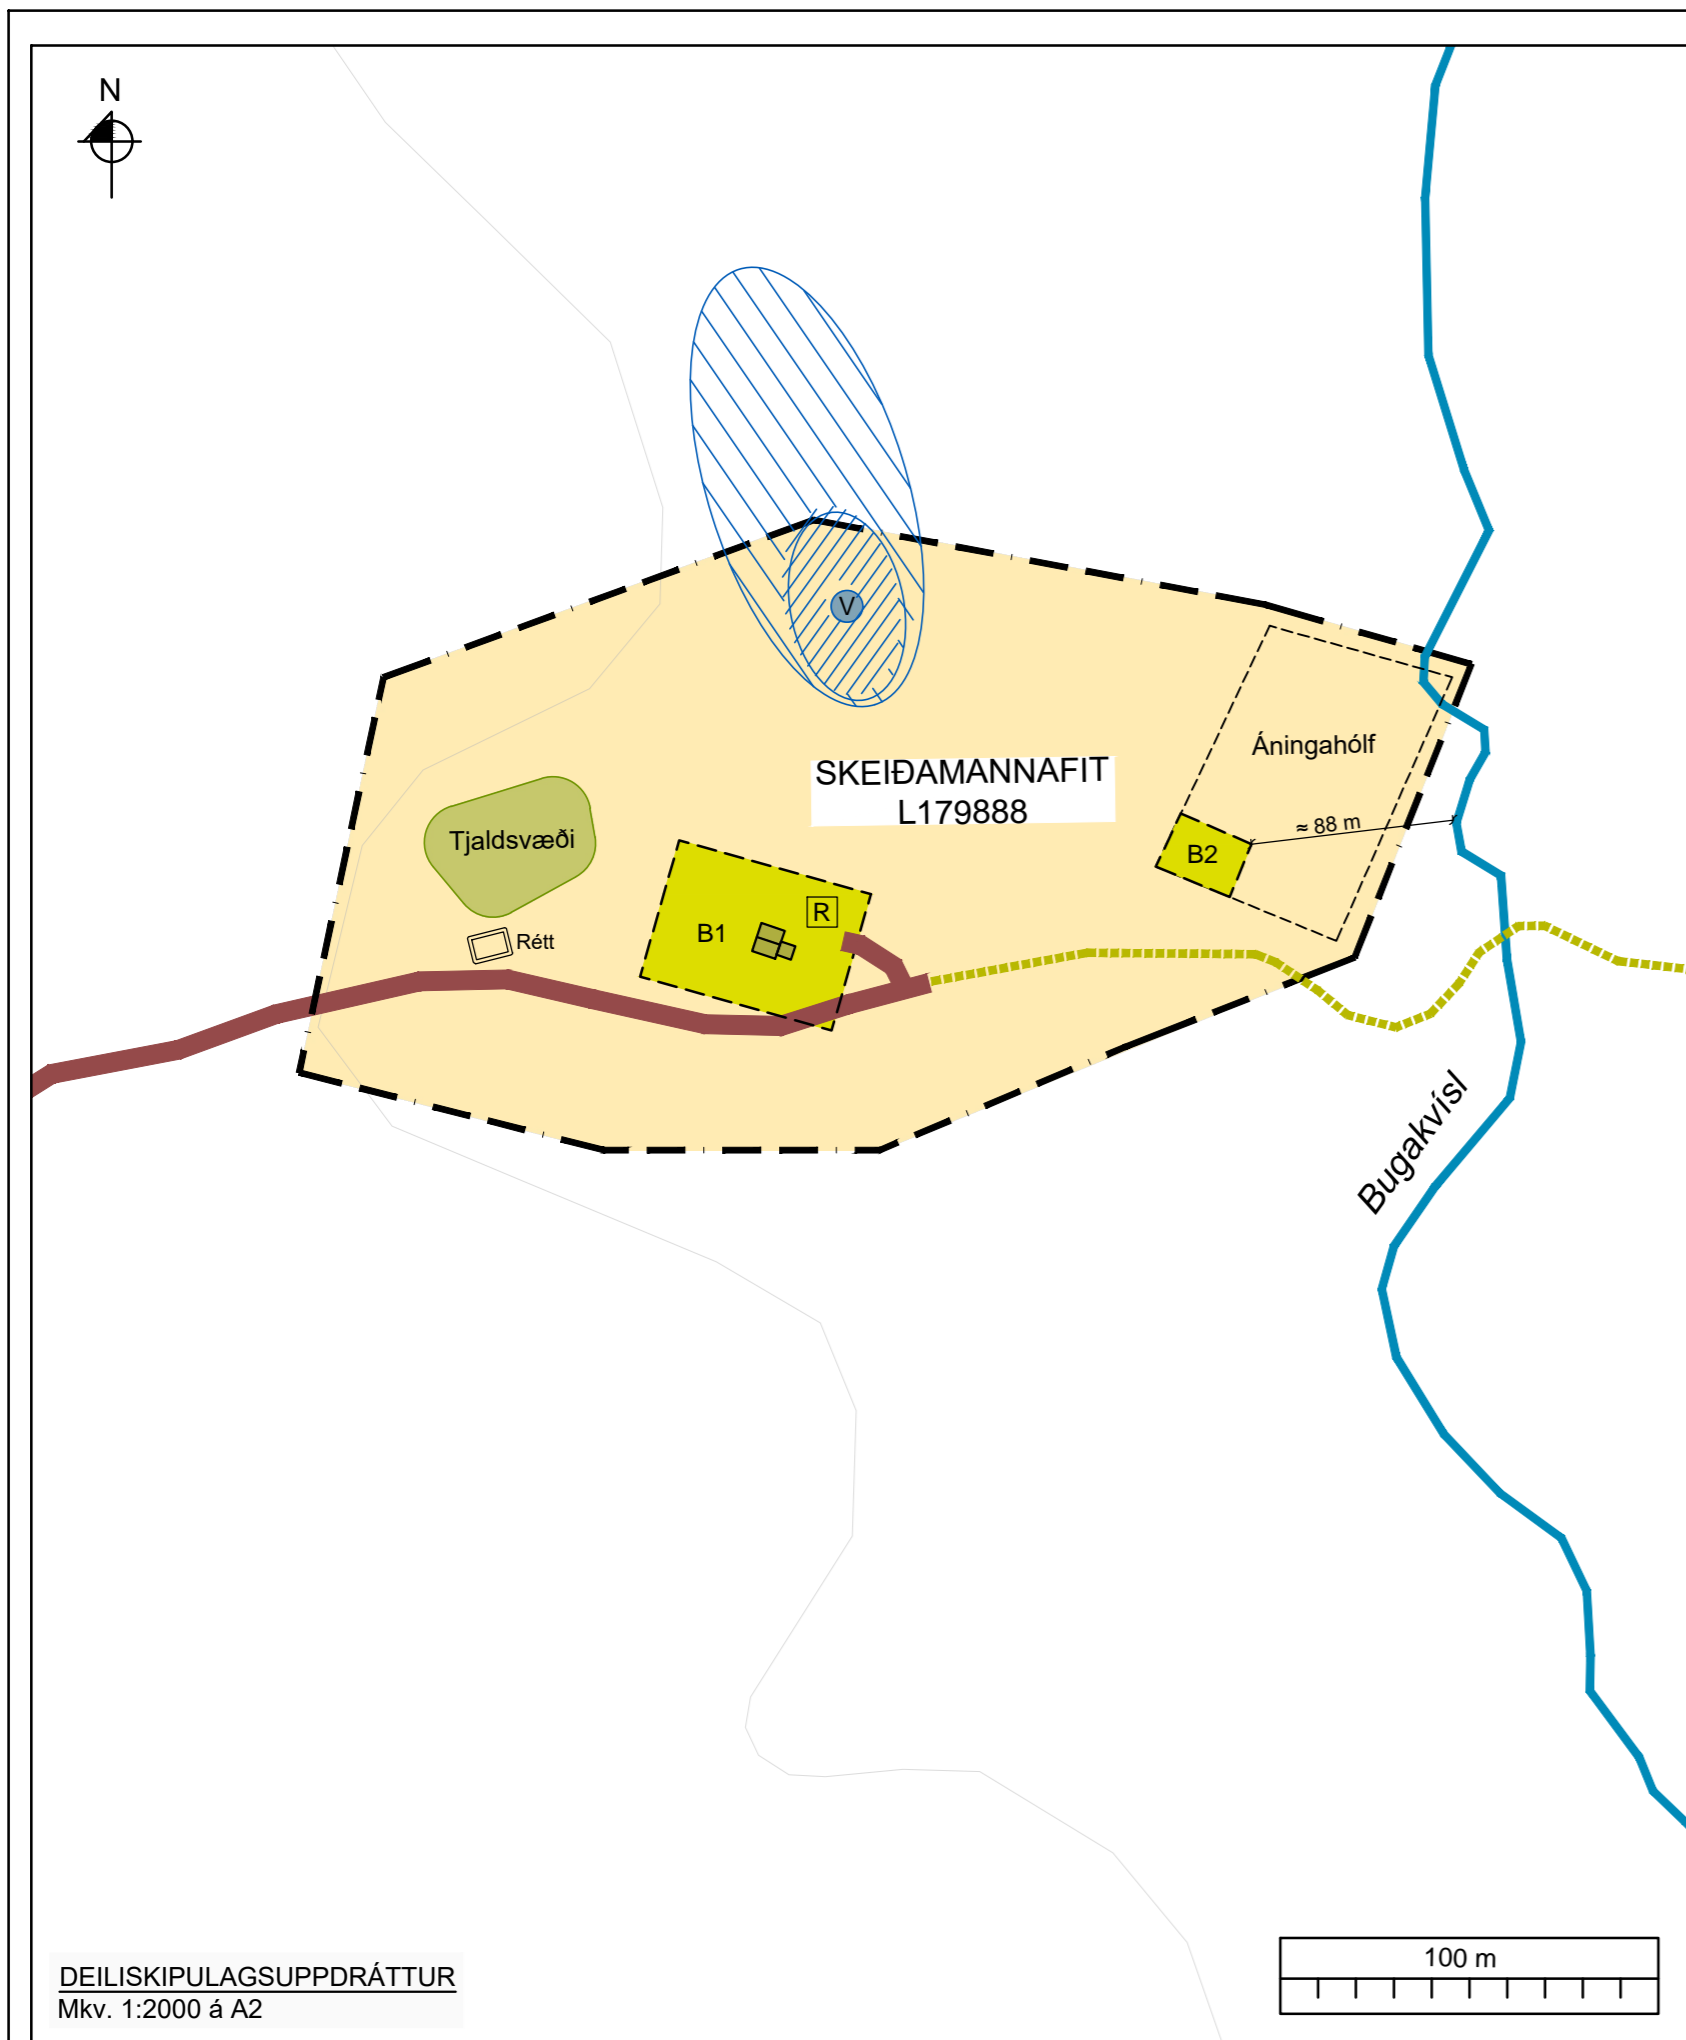 N
V
SKEIÐAMANNAFIT
L179888
Áningahólf
≈ 88 m
B2
Tjaldsvæði
R
B1
Rétt
Bugakvísl
100 m
DEILISKIPULAGSUPPDRÁTTUR
Mkv. 1:2000 á A2